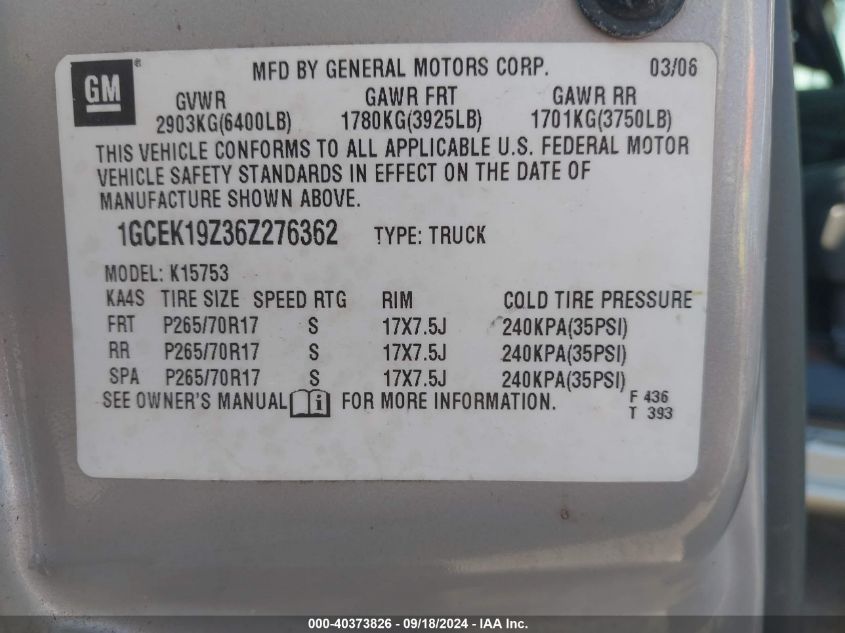 GM ®
MFD BY GENERAL MOTORS CORP. 03/06
GVWR GAWR FRT GAWR RR
2903KG(6400LB) 1780KG(3925LB) 1701KG(3750LB)
THIS VEHICLE CONFORMS TO ALL APPLICABLE U.S. FEDERAL MOTOR
VEHICLE SAFETY STANDARDS IN EFFECT ON THE DATE OF
MANUFACTURE SHOWN ABOVE.
1GCEK19Z36Z276362 TYPE: TRUCK
MODEL: K15753
KA4S TIRE SIZE SPEED RTG RIM COLD TIRE PRESSURE
FRT P265/70R17 S 17X7.5J 240KPA(35PSI)
RR P265/70R17 S 17X7.5J 240KPA(35PSI)
SPA P265/70R17 S 17X7.5J 240KPA(35PSI)
SEE OWNER'S MANUAL i FOR MORE INFORMATION. F 436
T 393
000-40373826 - 09/18/2024 - IAA Inc.